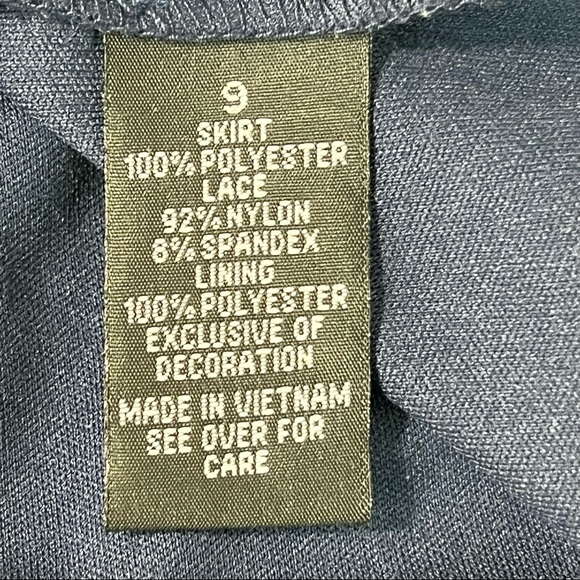 9
SKIRT
100% POLYESTER
LACE
92% NYLON
8% SPANDEX
LINING
100% POLYESTER
EXCLUSIVE OF
DECORATION
MADE IN VIETNAM
SEE OVER FOR
CARE